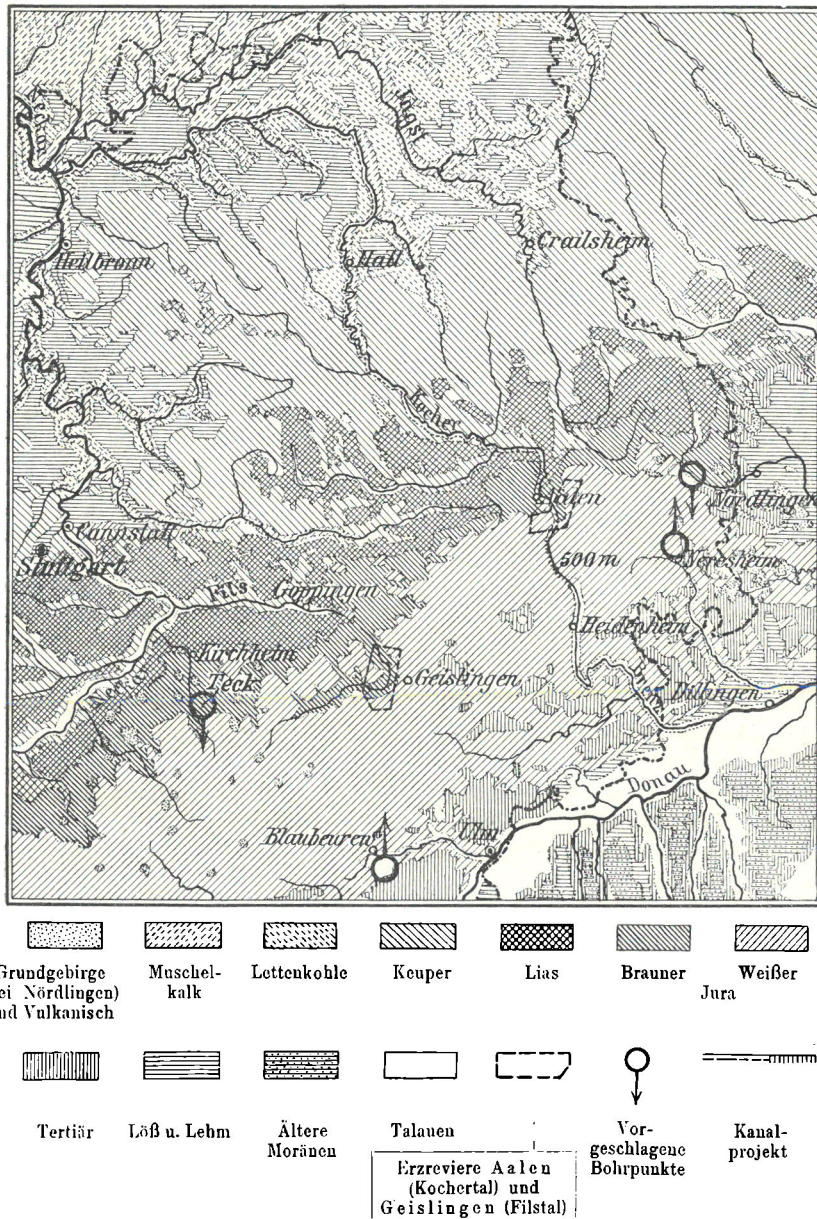 Jagst
Crailsheim
Heilbronn
Hall
Kocher
Aalen
Nördlingen
Cannstatt
500 m
Neresheim
Stuttgart
Fils
Göppingen
Heidenheim
Kirchheim
Teck
Geislingen
Neckar
Brenz
Dillingen
Donau
Blaubeuren
Ulm
Grundgebirge
Muschel-
Lettenkohle
Keuper
Lias
Brauner
Weißer
ei Nördlingen)
kalk
Jura
nd Vulkanisch
Tertiär
Löß u. Lehm
Ältere
Moränen
Talauen
Vor-
geschlagene
Bohrpunkte
Kanal-
projekt
Erzreviere Aalen
(Kochertal) und
Geislingen (Filstal)